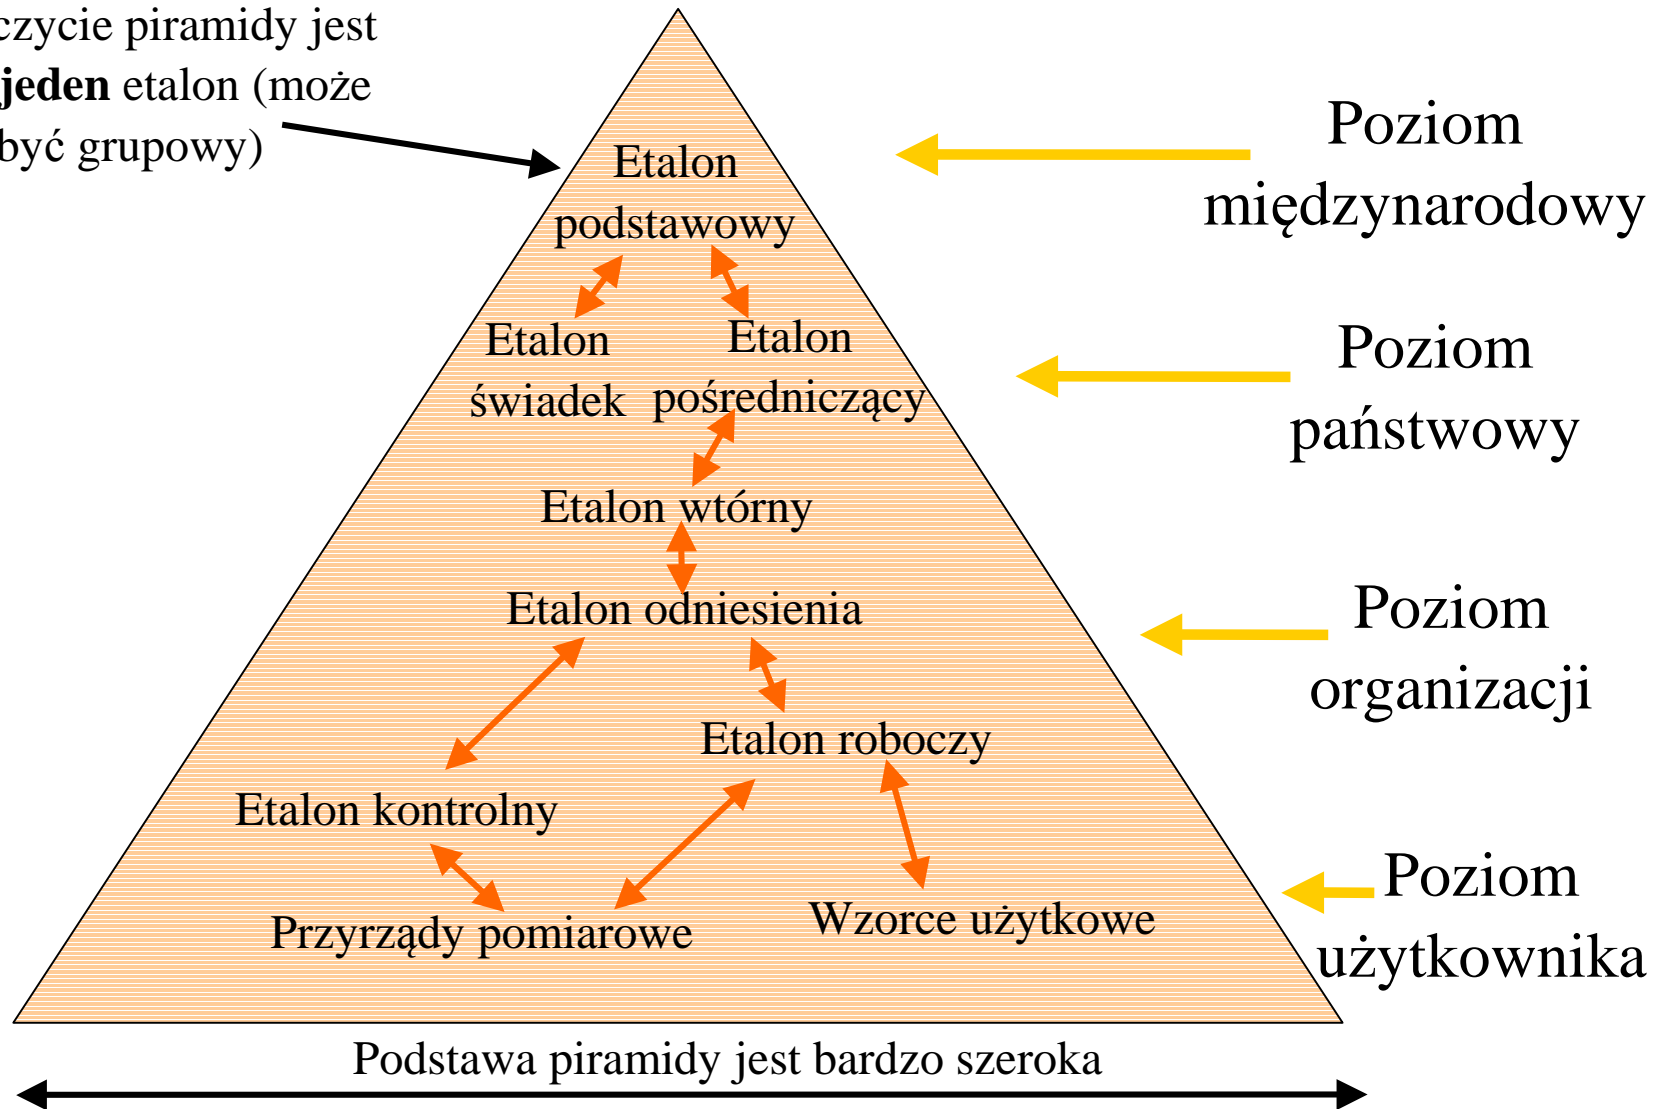 czycie piramidy jest
jeden etalon (może
być grupowy)
Etalon
podstawowy
Poziom
międzynarodowy
Etalon
świadek
Etalon
pośredniczący
Poziom
państwowy
Etalon wtórny
Etalon odniesienia
Poziom
organizacji
Etalon roboczy
Etalon kontrolny
Przyrządy pomiarowe
Wzorce użytkowe
Poziom
użytkownika
Podstawa piramidy jest bardzo szeroka